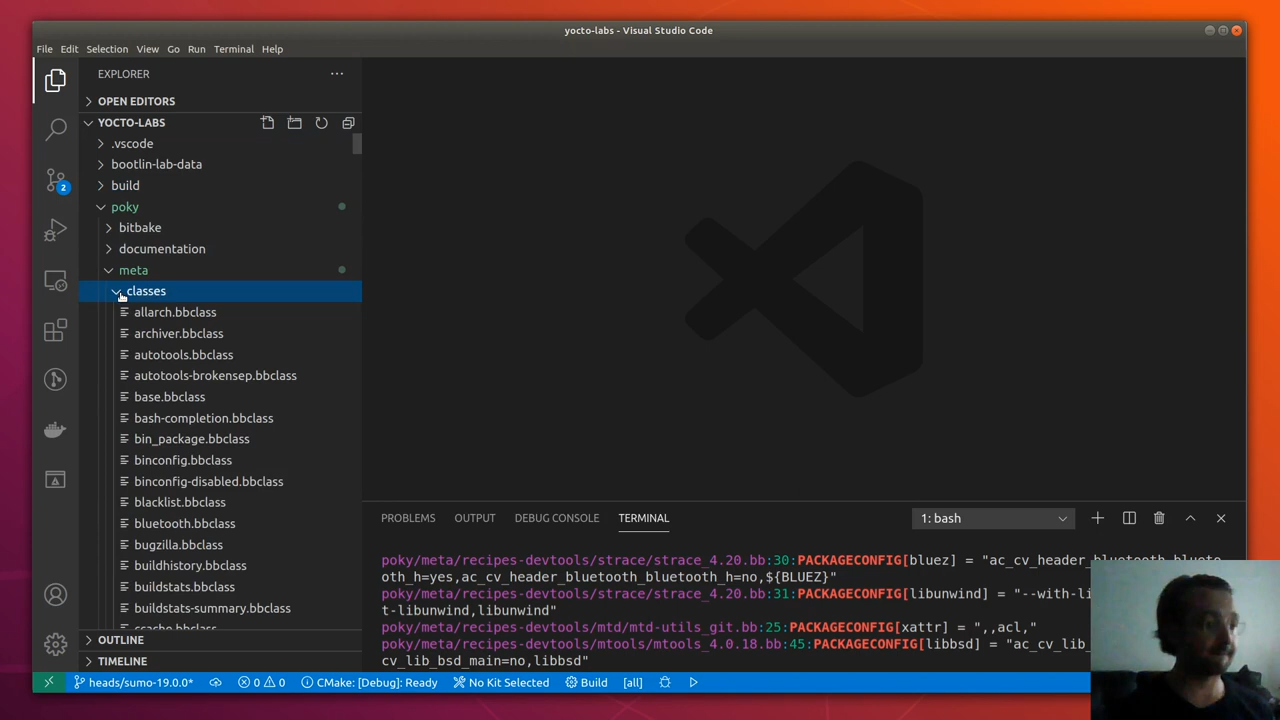 yocto-labs - Visual Studio Code
File Edit Selection View Go Run Terminal Help
EXPLORER
OPEN EDITORS
YOCTO-LABS
.vscode
bootlin-lab-data
build
poky
bitbake
documentation
meta
classes
allarch.bbclass
archiver.bbclass
autotools.bbclass
autotools-brokensep.bbclass
base.bbclass
bash-completion.bbclass
bin_package.bbclass
binconfig.bbclass
binconfig-disabled.bbclass
blacklist.bbclass
bluetooth.bbclass
bugzilla.bbclass
buildhistory.bbclass
buildstats.bbclass
buildstats-summary.bbclass
ccache.bbclass
OUTLINE
TIMELINE
2
PROBLEMS OUTPUT DEBUG CONSOLE TERMINAL 1: bash
poky/meta/recipes-devtools/strace/strace_4.20.bb:30:PACKAGECONFIG[bluez] = "ac_cv_header_bluetooth_blueto
oth_h=yes,ac_cv_header_bluetooth_bluetooth_h=no,${BLUEZ}"
poky/meta/recipes-devtools/strace/strace_4.20.bb:31:PACKAGECONFIG[libunwind] = "--with-li
t-libunwind,libunwind"
poky/meta/recipes-devtools/mtd/mtd-utils_git.bb:25:PACKAGECONFIG[xattr] = ",,acl,"
poky/meta/recipes-devtools/mtools/mtools_4.0.18.bb:45:PACKAGECONFIG[libbsd] = "ac_cv_lib_
cv_lib_bsd_main=no,libbsd"
heads/sumo-19.0.0* 0 0 CMake: [Debug]: Ready No Kit Selected Build [all]